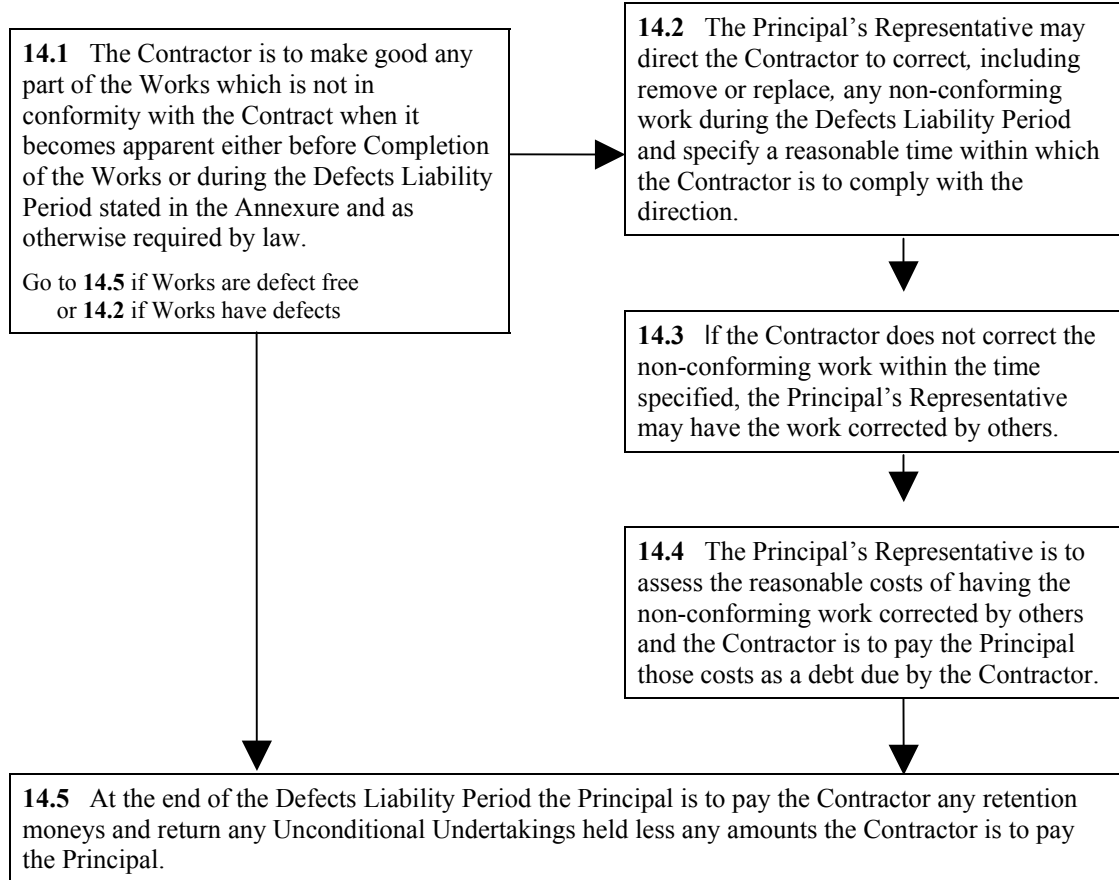 14.1 The Contractor is to make good any
part of the Works which is not in
conformity with the Contract when it
becomes apparent either before Completion
of the Works or during the Defects Liability
Period stated in the Annexure and as
otherwise required by law.
Go to 14.5 if Works are defect free
or 14.2 if Works have defects
14.2 The Principal's Representative may
direct the Contractor to correct, including
remove or replace, any non-conforming
work during the Defects Liability Period
and specify a reasonable time within which
the Contractor is to comply with the
direction.
14.3 If the Contractor does not correct the
non-conforming work within the time
specified, the Principal's Representative
may have the work corrected by others.
14.4 The Principal's Representative is to
assess the reasonable costs of having the
non-conforming work corrected by others
and the Contractor is to pay the Principal
those costs as a debt due by the Contractor.
14.5 At the end of the Defects Liability Period the Principal is to pay the Contractor any retention
moneys and return any Unconditional Undertakings held less any amounts the Contractor is to pay
the Principal.